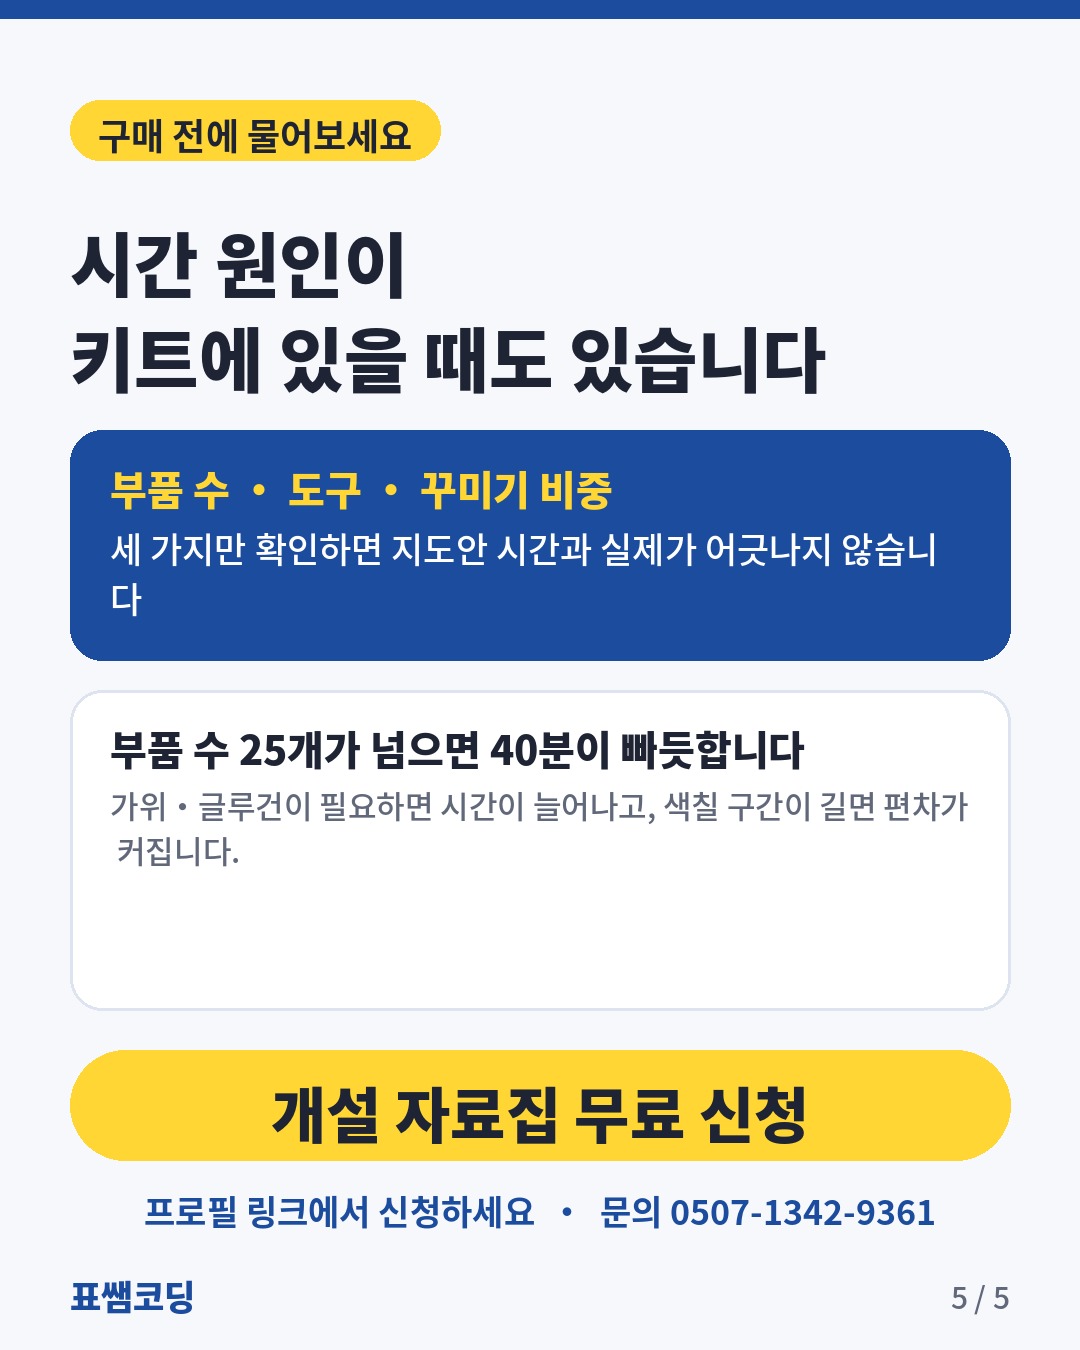 구매 전에 물어보세요
시간 원인이
키트에 있을 때도 있습니다
부품 수 · 도구 · 꾸미기 비중
세 가지만 확인하면 지도안 시간과 실제가 어긋나지 않습니
다
부품 수 25개가 넘으면 40분이 빠듯합니다
가위·글루건이 필요하면 시간이 늘어나고, 색칠 구간이 길면 편차가
커집니다.
개설 자료집 무료 신청
프로필 링크에서 신청하세요 · 문의 0507-1342-9361
표쌤코딩
5 / 5